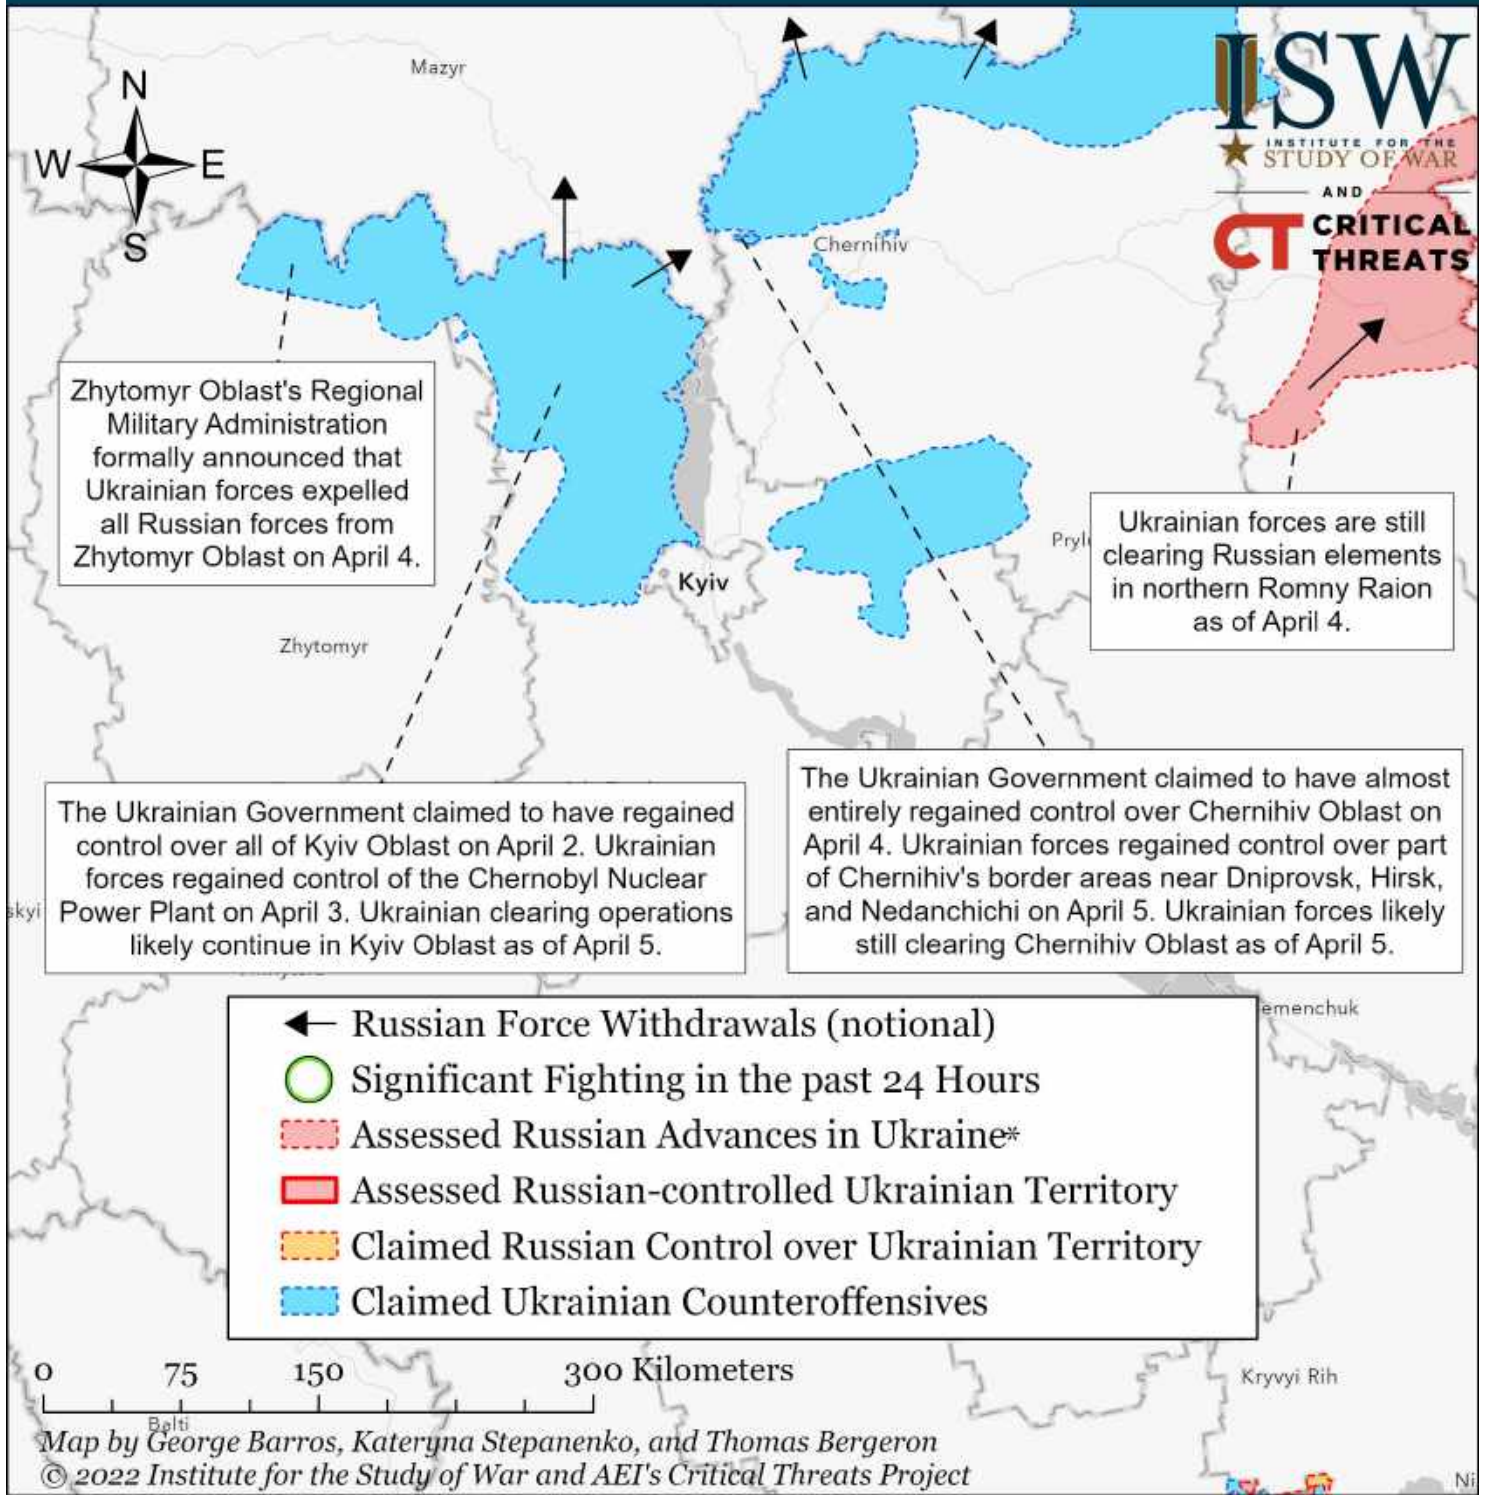 Mazyr
N
W E
S
ISW
INSTITUTE FOR THE
STUDY OF WAR
AND
CT CRITICAL
THREATS
Chernihiv
Zhytomyr Oblast's Regional
Military Administration
formally announced that
Ukrainian forces expelled
all Russian forces from
Zhytomyr Oblast on April 4.
Ukrainian forces are still
clearing Russian elements
in northern Romny Raion
as of April 4.
Kyiv
Zhytomyr
The Ukrainian Government claimed to have regained
control over all of Kyiv Oblast on April 2. Ukrainian
forces regained control of the Chernobyl Nuclear
Power Plant on April 3. Ukrainian clearing operations
likely continue in Kyiv Oblast as of April 5.
The Ukrainian Government claimed to have almost
entirely regained control over Chernihiv Oblast on
April 4. Ukrainian forces regained control over part
of Chernihiv's border areas near Dniprovsk, Hirsk,
and Nedanchichi on April 5. Ukrainian forces likely
still clearing Chernihiv Oblast as of April 5.
skyi
emenchuk
Russian Force Withdrawals (notional)
Significant Fighting in the past 24 Hours
Assessed Russian Advances in Ukraine*
Assessed Russian-controlled Ukrainian Territory
Claimed Russian Control over Ukrainian Territory
Claimed Ukrainian Counteroffensives
0 75 150 300 Kilometers
Kryvyi Rih
Balti
Map by George Barros, Kateryna Stepanenko, and Thomas Bergeron
© 2022 Institute for the Study of War and AEI's Critical Threats Project
Ni